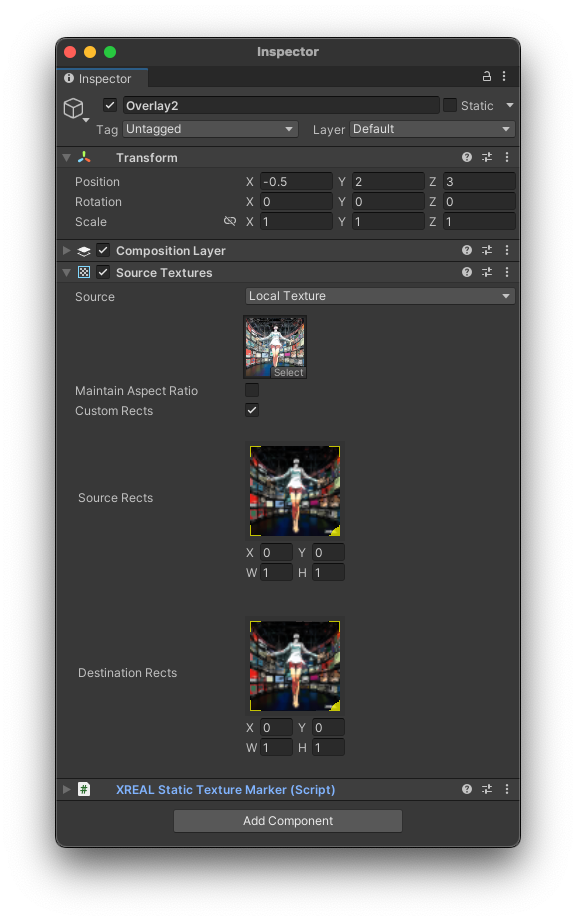 Inspector
Inspector
Overlay2 Static
Tag Untagged Layer Default
Transform
Position X -0.5 Y 2 Z 3
Rotation X 0 Y 0 Z 0
Scale X 1 Y 1 Z 1
Composition Layer
Source Textures
Source Local Texture
Select
Maintain Aspect Ratio
Custom Rects
Source Rects
X 0 Y 0
W 1 H 1
Destination Rects
X 0 Y 0
W 1 H 1
# XREAL Static Texture Marker (Script)
Add Component